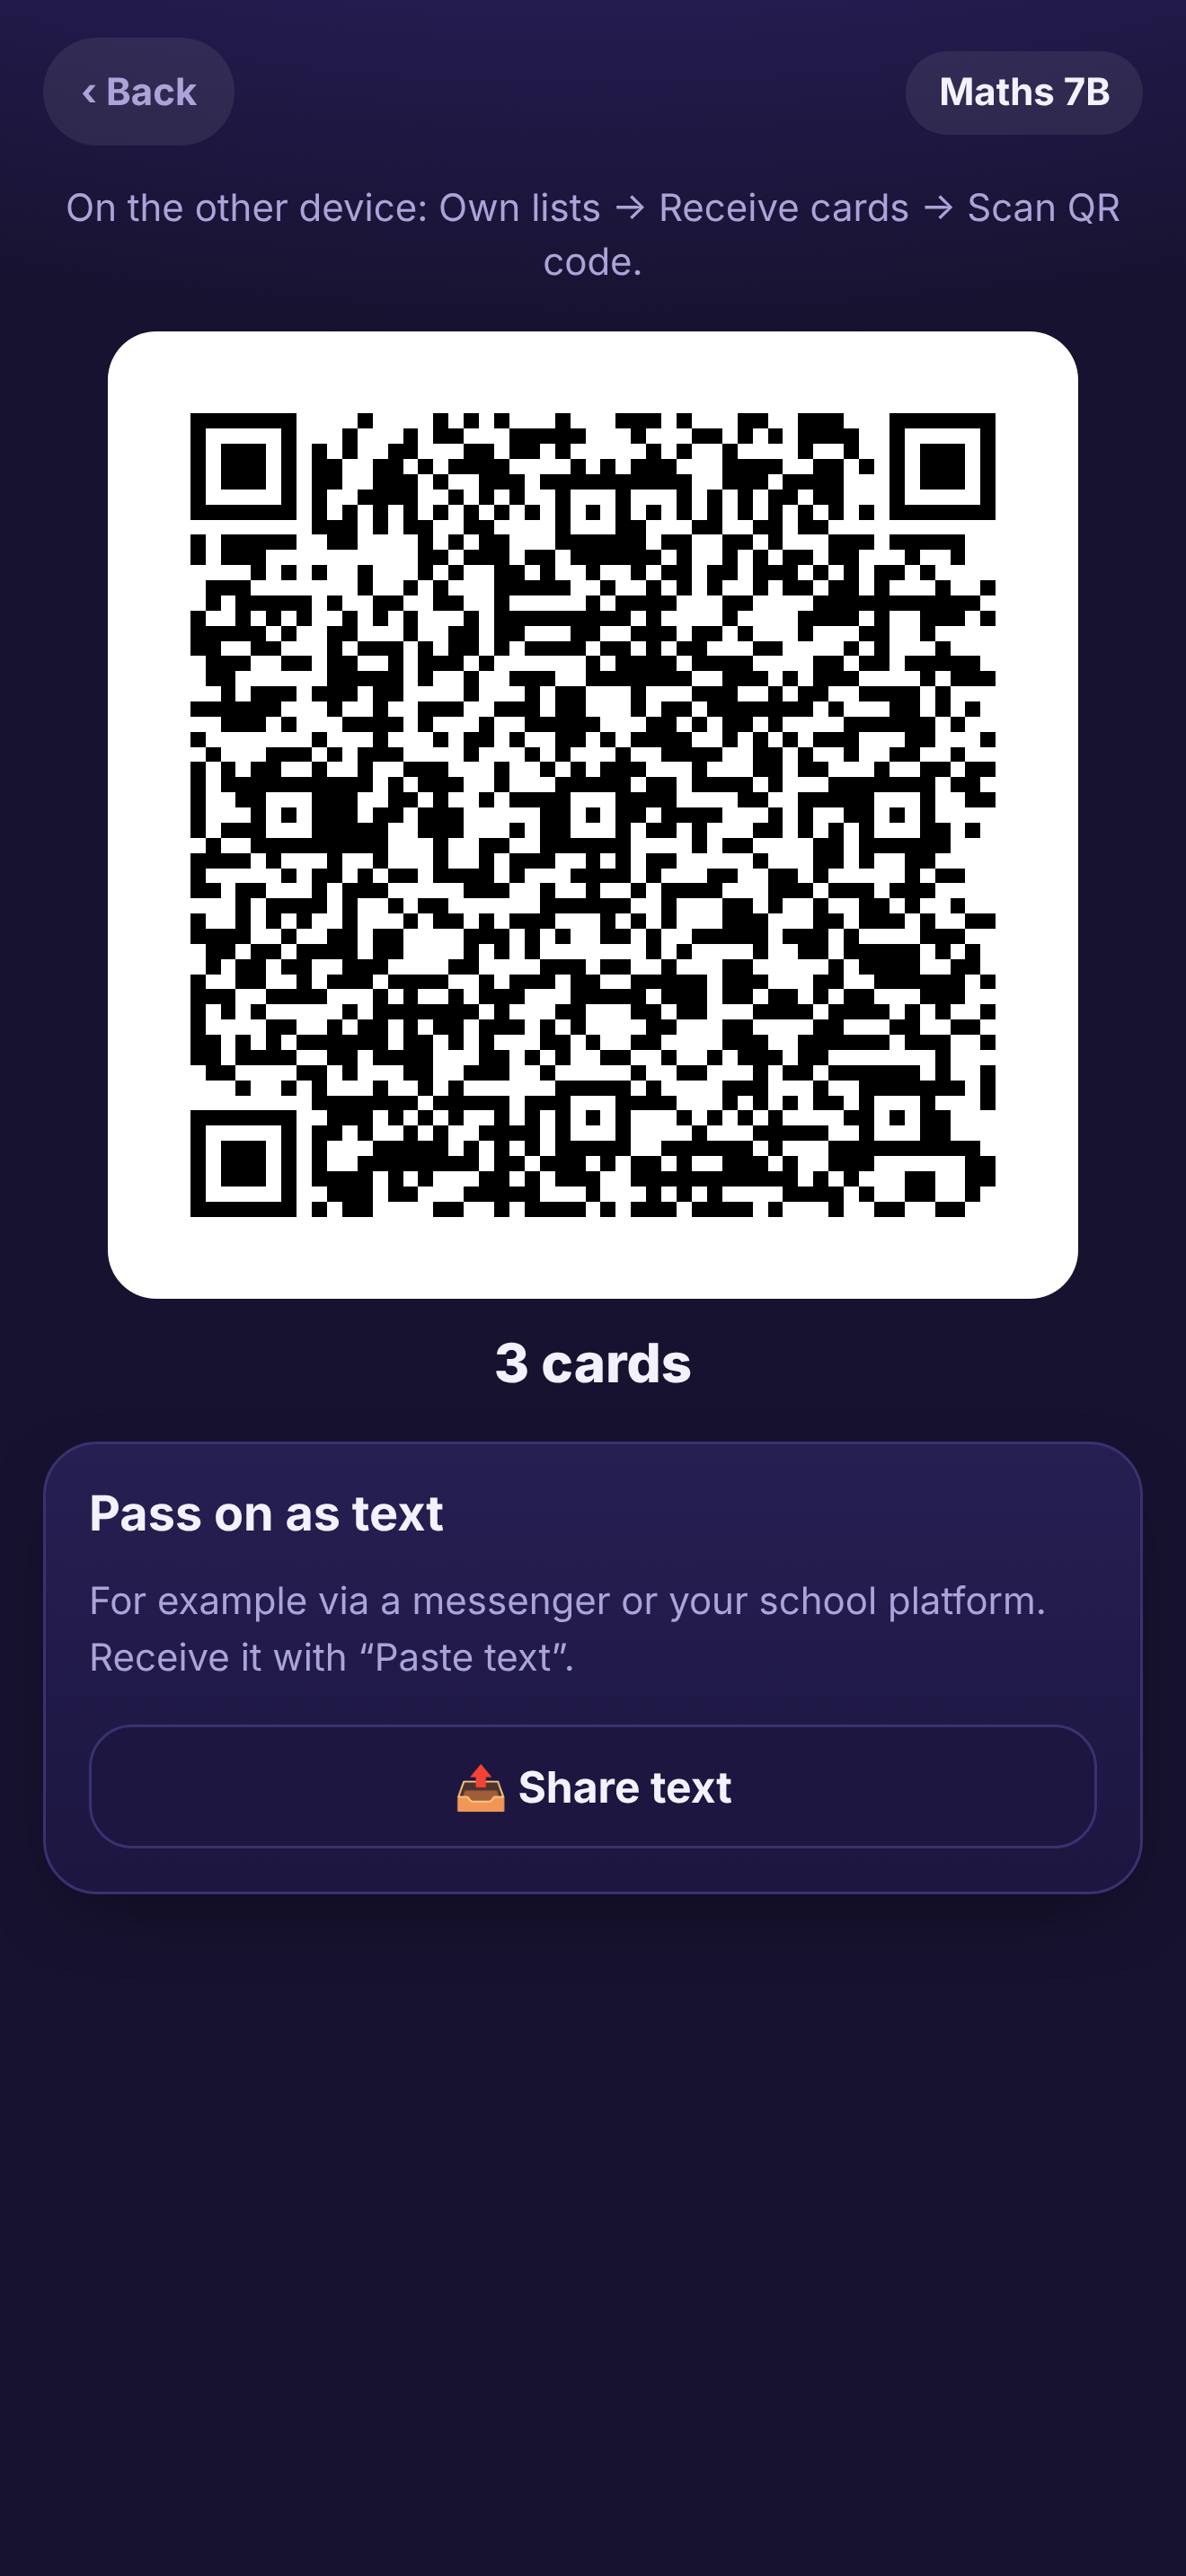 ‹ Back
Maths 7B
On the other device: Own lists → Receive cards → Scan QR
code.
3 cards
Pass on as text
For example via a messenger or your school platform.
Receive it with “Paste text”.
📤 Share text